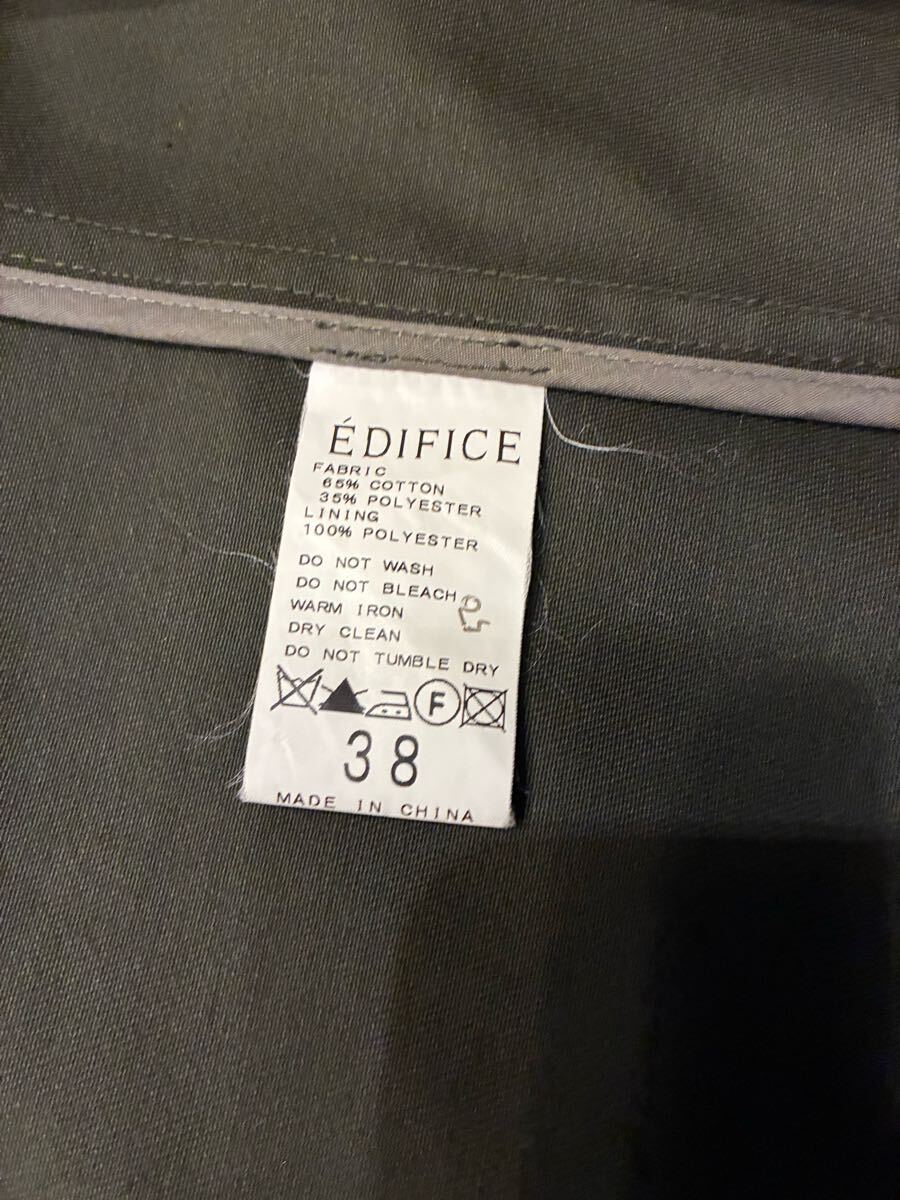 ÉDIFICE
FABRIC
65% COTTON
35% POLYESTER
LINING
100% POLYESTER
DO NOT WASH
DO NOT BLEACH
WARM IRON
DRY CLEAN
DO NOT TUMBLE DRY
F
38
MADE IN CHINA